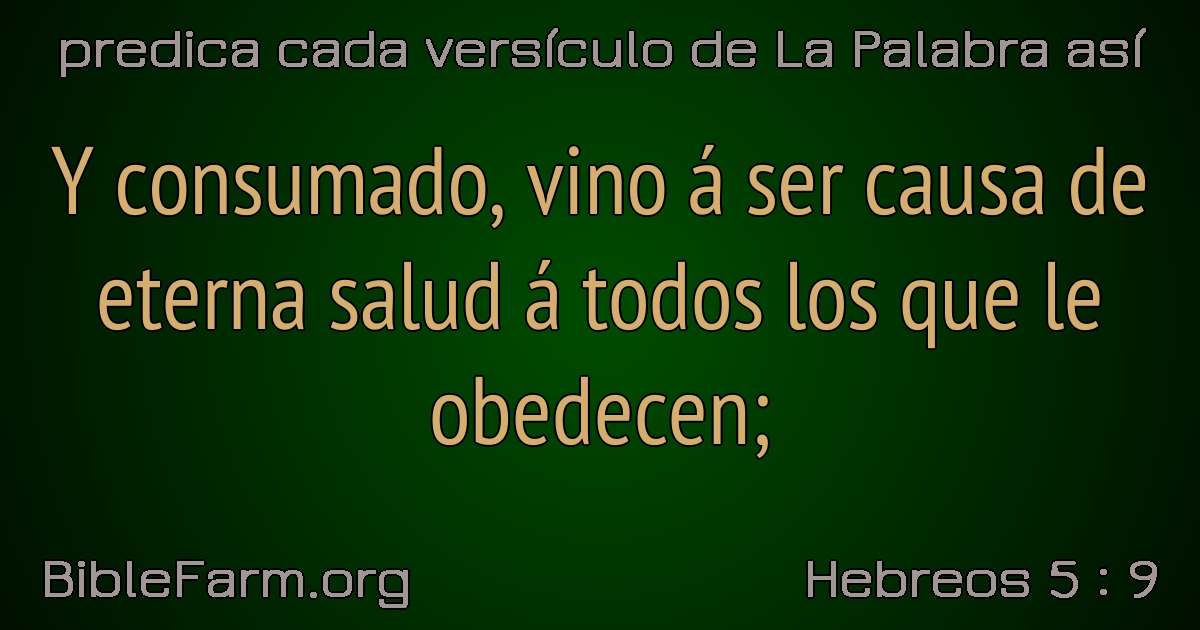 predica cada versículo de La Palabra así
Y consumado, vino á ser causa de
eterna salud á todos los que le
obedecen;
BibleFarm.org
Hebreos 5 : 9